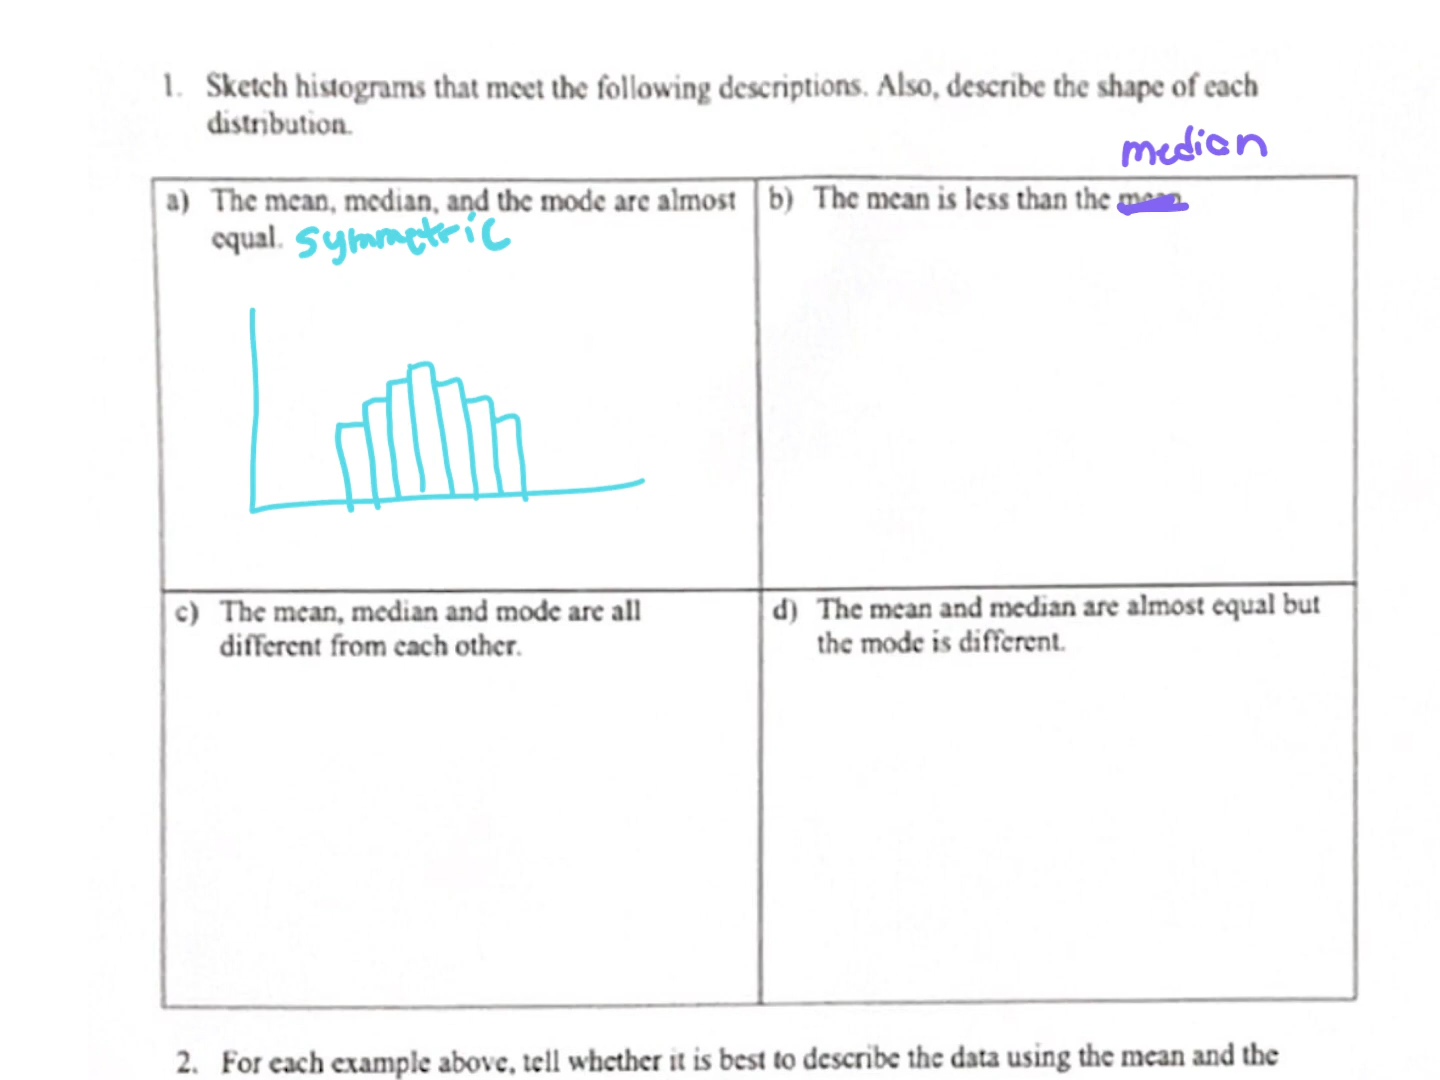 1. Sketch histograms that meet the following descriptions. Also, describe the shape of each
distribution.
median
a) The mean, median, and the mode are almost
equal. symmetric
b) The mean is less than the mean.
c) The mean, median and mode are all
different from each other.
d) The mean and median are almost equal but
the mode is different.
2. For each example above, tell whether it is best to describe the data using the mean and the